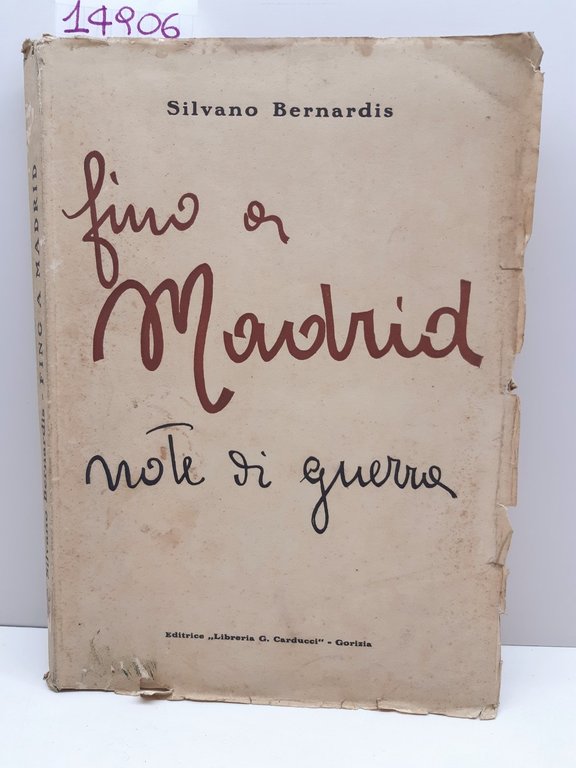 14906
Silvano Bernardis
fino a
Madrid
note di guerra
Editrice „Libreria G. Carducci" - Gorizia
Silvano Bernardis - FINO A MADRID